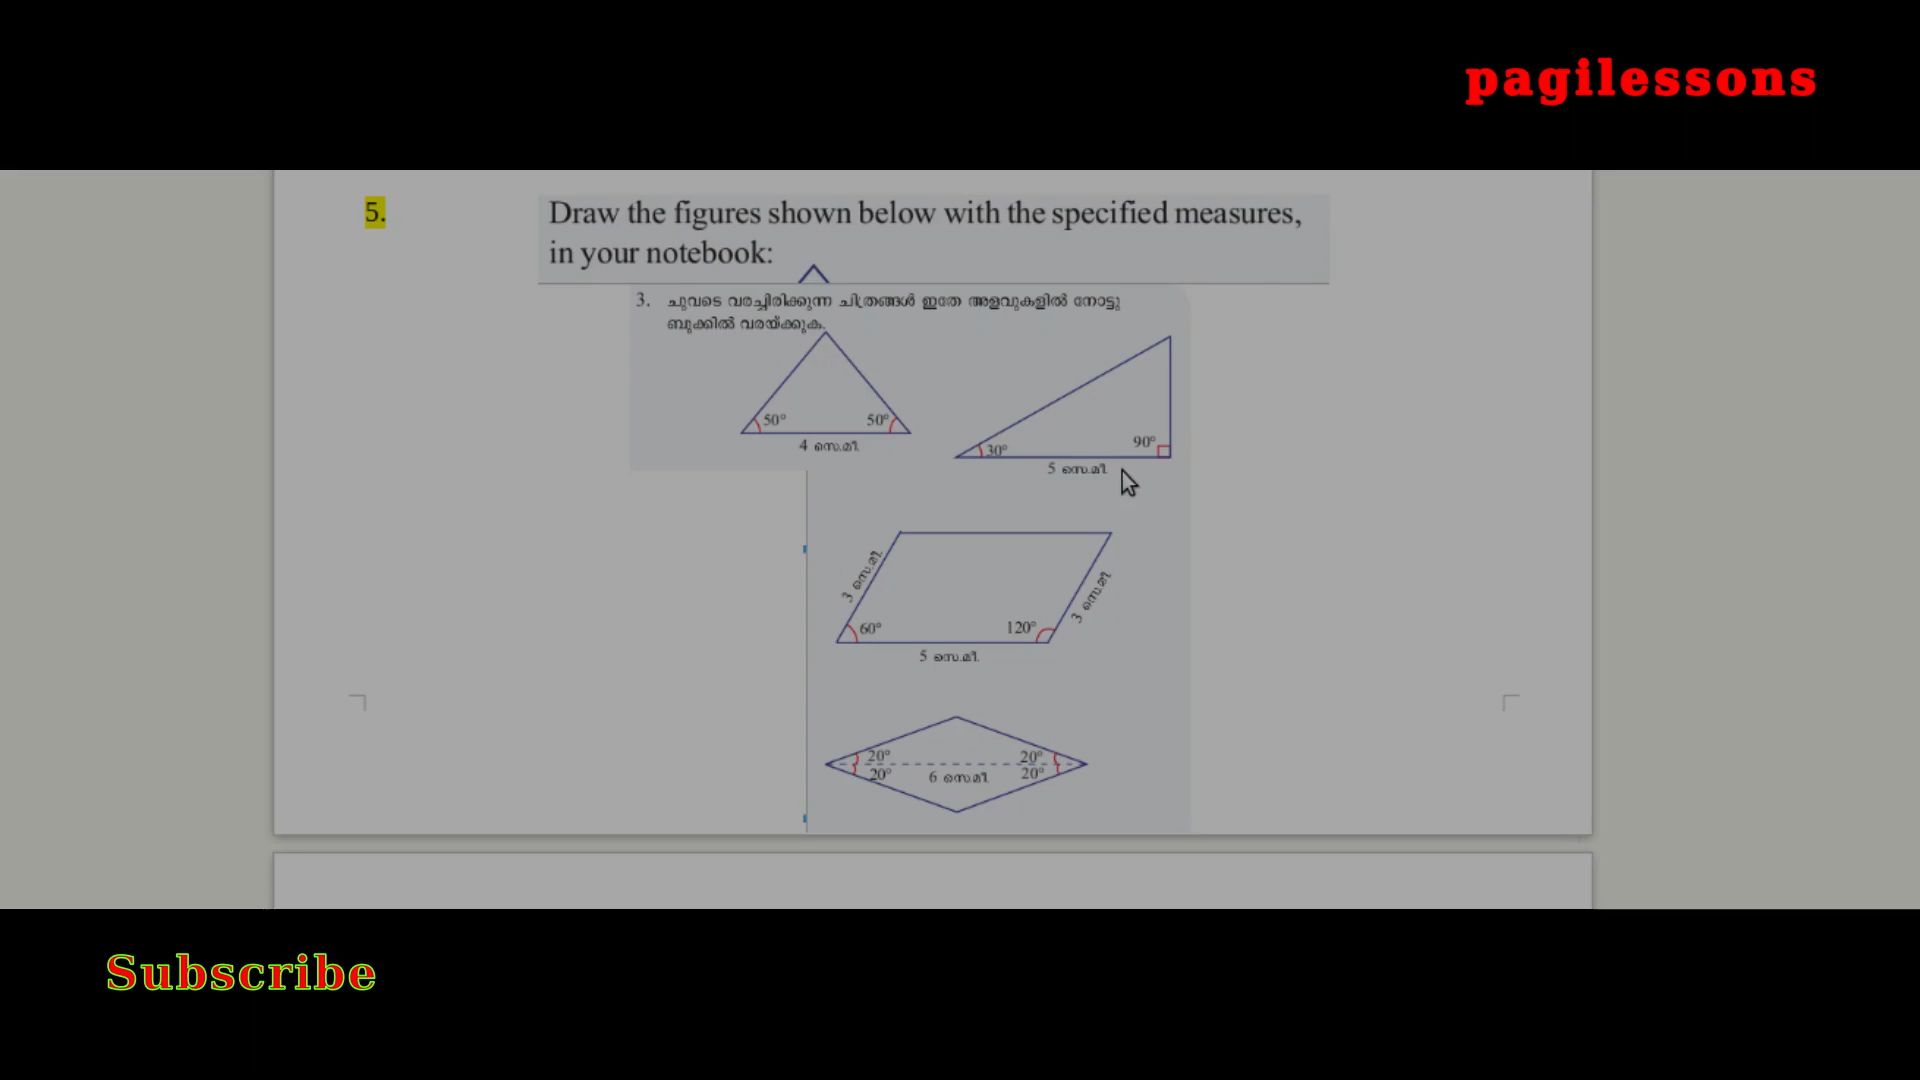 pagilessons
5.
Draw the figures shown below with the specified measures,
in your notebook:
3. ചുവടെ വരച്ചിരിക്കുന്ന ചിത്രങ്ങൾ ഇതേ അളവുകളിൽ നോട്ടു
ബുക്കിൽ വരയ്ക്കുക.
50° 50°
4 സെ.മീ.
30° 90°
5 സെ.മീ.
3 സെ.മീ.
3 സെ.മീ.
60° 120°
5 സെ.മീ.
20° 20°
20° 6 സെ.മീ. 20°
Subscribe